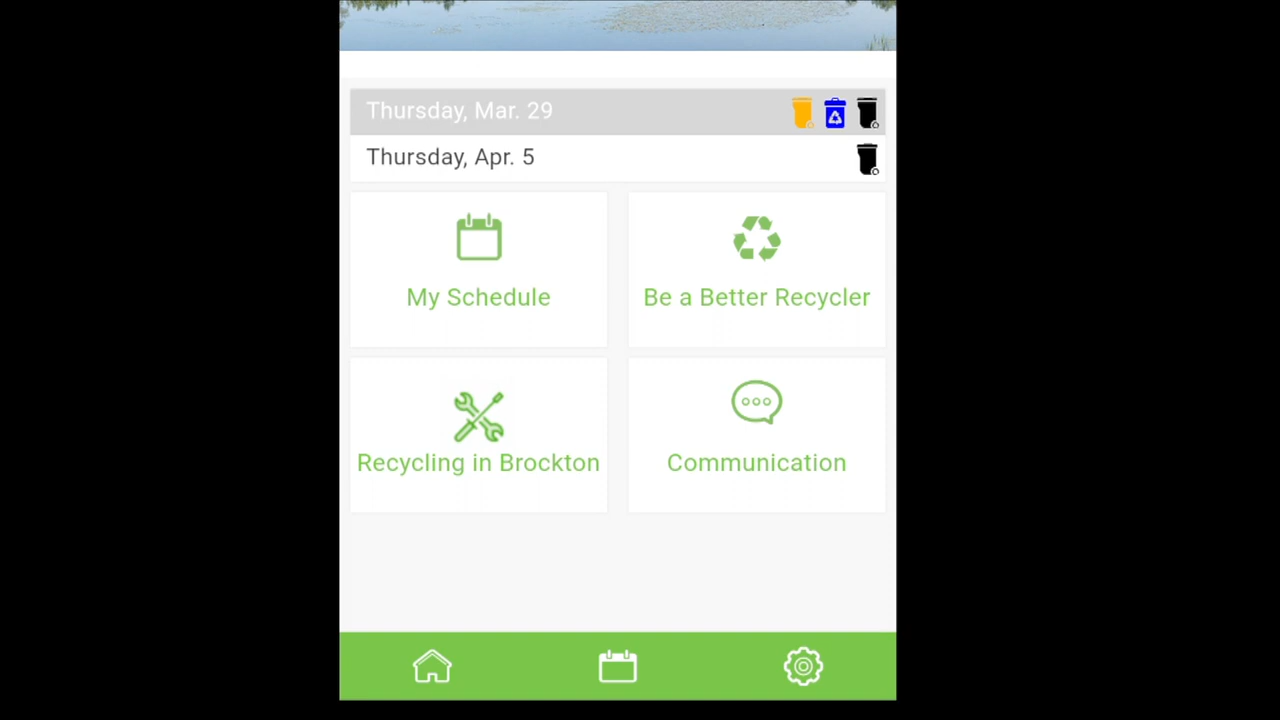 Thursday, Mar. 29
Thursday, Apr. 5
My Schedule
Be a Better Recycler
Recycling in Brockton
Communication